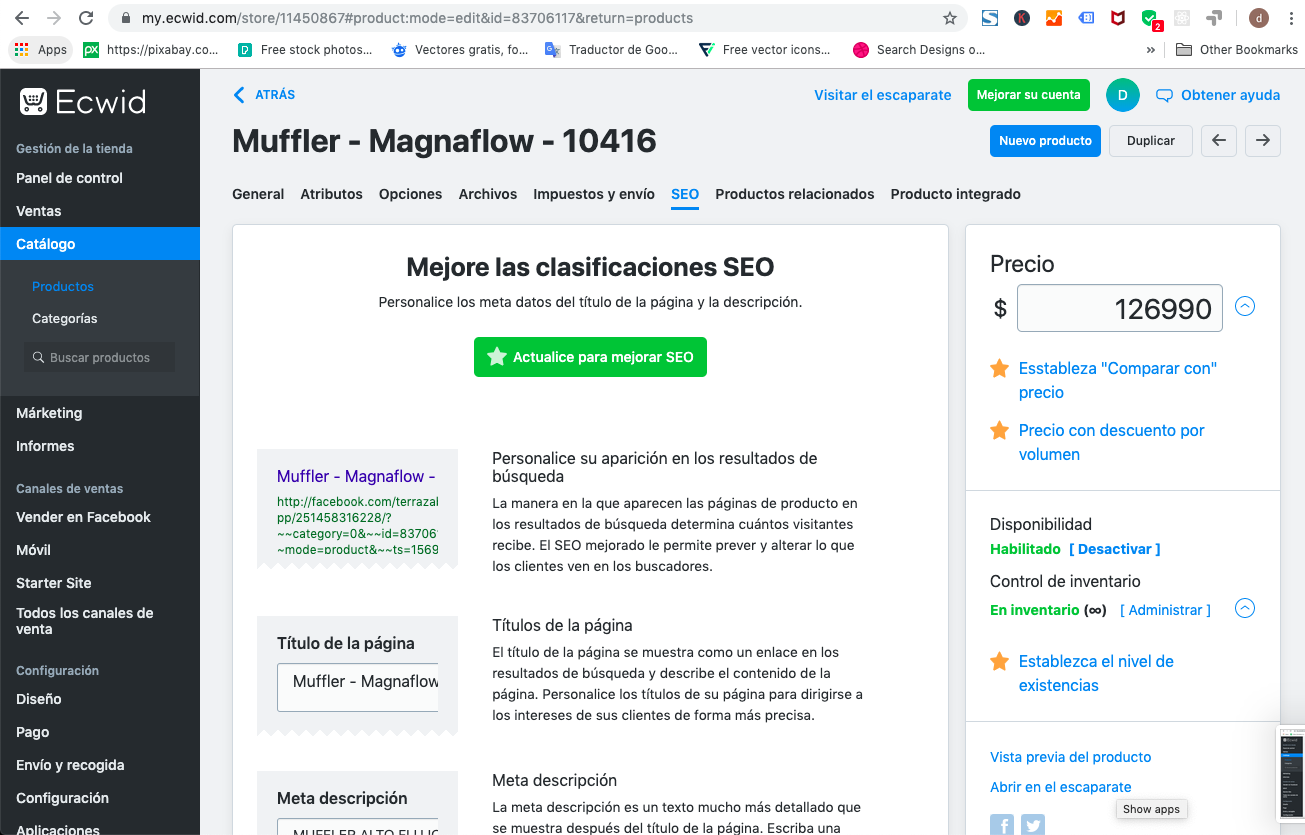 my.ecwid.com/store/11450867#product:mode=edit&id=83706117&return=products
2
d
Apps
https://pixabay.co...
Free stock photos...
Vectores gratis, fo...
Traductor de Goo...
Free vector icons...
Search Designs o...
»
Other Bookmarks
Ecwid
Gestión de la tienda
Panel de control
Ventas
Catálogo
Productos
Categorías
Buscar productos
Márketing
Informes
Canales de ventas
Vender en Facebook
Móvil
Starter Site
Todos los canales de
venta
Configuración
Diseño
Pago
Envío y recogida
Configuración
Aplicaciones
ATRÁS
Visitar el escaparate
Mejorar su cuenta
D
Obtener ayuda
Muffler - Magnaflow - 10416
Nuevo producto
Duplicar
General
Atributos
Opciones
Archivos
Impuestos y envío
SEO
Productos relacionados
Producto integrado
Mejore las clasificaciones SEO
Personalice los meta datos del título de la página y la descripción.
Actualice para mejorar SEO
Muffler - Magnaflow -
http://facebook.com/terrazal
pp/251458316228/?
~~category=0&~~id=83706
~mode=product&~~ts=1569
Personalice su aparición en los resultados de
búsqueda
La manera en la que aparecen las páginas de producto en
los resultados de búsqueda determina cuántos visitantes
recibe. El SEO mejorado le permite prever y alterar lo que
los clientes ven en los buscadores.
Título de la página
Muffler - Magnaflow
Títulos de la página
El título de la página se muestra como un enlace en los
resultados de búsqueda y describe el contenido de la
página. Personalice los títulos de su página para dirigirse a
los intereses de sus clientes de forma más precisa.
Meta descripción
MUFFLER ALTO FLUJO
Meta descripción
La meta descripción es un texto mucho más detallado que
se muestra después del título de la página. Escriba una
Precio
$ 126990
Esstableza "Comparar con"
precio
Precio con descuento por
volumen
Disponibilidad
Habilitado [ Desactivar ]
Control de inventario
En inventario (∞) [ Administrar ]
Establezca el nivel de
existencias
Vista previa del producto
Abrir en el escaparate
Show apps